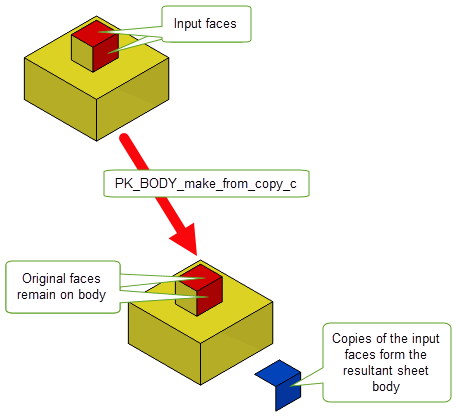 Input faces
PK_BODY_make_from_copy_c
Original faces
remain on body
Copies of the input
faces form the
resultant sheet
body